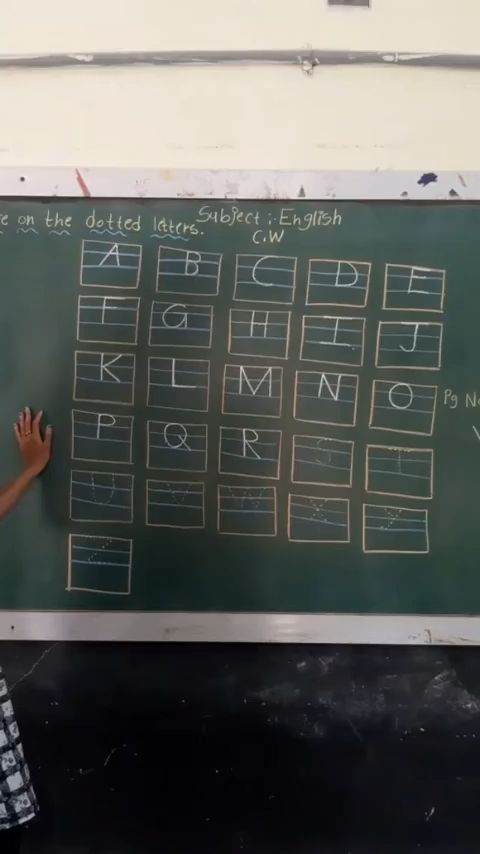 on the dotted letters.
Subject :- English
C.W
A B C D E
F G H I J
K L M N O
Pg No
P Q R S T
U V W X Y
Z